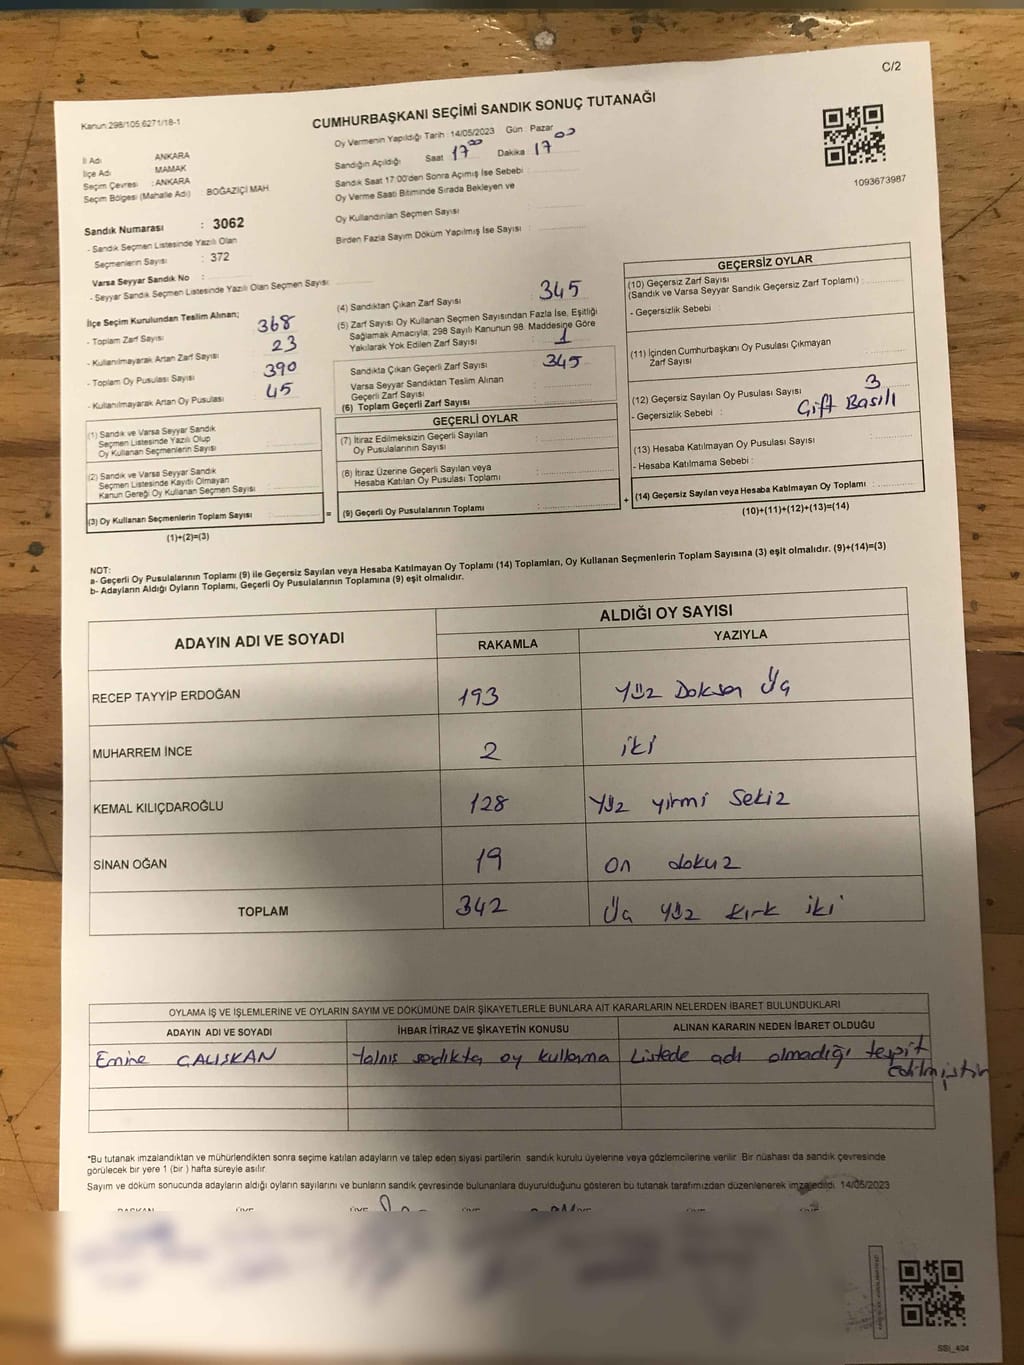 C/2
Kanun:298/105,6271/18-1
CUMHURBAŞKANI SEÇİMİ SANDIK SONUÇ TUTANAĞI
İl Adı ANKARA
İlçe Adı MAMAK
Seçim Çevresi : ANKARA
Seçim Bölgesi (Mahalle Adı) : BOĞAZİÇİ MAH
Sandık Numarası : 3062
- Sandık Seçmen Listesinde Yazılı Olan
Seçmenlerin Sayısı : 372
Varsa Seyyar Sandık No :
- Seyyar Sandık Seçmen Listesinde Yazılı Olan Seçmen Sayısı :
Oy Vermenin Yapıldığı Tarih : 14/05/2023 Gün : Pazar
Sandığın Açıldığı Saat 17⁰⁰ Dakika 17⁰⁰
Sandık Saat 17:00'den Sonra Açımış İse Sebebi :
Oy Verme Saati Bitiminde Sırada Bekleyen ve
Oy Kullandırılan Seçmen Sayısı :
Birden Fazla Sayım Döküm Yapılmış İse Sayısı :
1093673987
İlçe Seçim Kurulundan Teslim Alınan;
- Toplam Zarf Sayısı 368
- Kullanılmayarak Artan Zarf Sayısı 23
- Toplam Oy Pusulası Sayısı 390
- Kullanılmayarak Artan Oy Pusulası 45
(1) Sandık ve Varsa Seyyar Sandık
Seçmen Listesinde Yazılı Olup
Oy Kullanan Seçmenlerin Sayısı :
(2) Sandık ve Varsa Seyyar Sandık
Seçmen Listesinde Kayıtlı Olmayan
Kanun Gereği Oy Kullanan Seçmen Sayısı :
(3) Oy Kullanan Seçmenlerin Toplam Sayısı :
(1)+(2)=(3)
(4) Sandıktan Çıkan Zarf Sayısı : 345
(5) Zarf Sayısı Oy Kullanan Seçmen Sayısından Fazla İse, Eşitliği
Sağlamak Amacıyla, 298 Sayılı Kanunun 98. Maddesine Göre
Yakılarak Yok Edilen Zarf Sayısı : 1
Sandıkta Çıkan Geçerli Zarf Sayısı : 345
Varsa Seyyar Sandıktan Teslim Alınan
Geçerli Zarf Sayısı :
(6) Toplam Geçerli Zarf Sayısı :
GEÇERLİ OYLAR
(7) İtiraz Edilmeksizin Geçerli Sayılan
Oy Pusulalarının Sayısı :
(8) İtiraz Üzerine Geçerli Sayılan veya
Hesaba Katılan Oy Pusulası Toplamı :
= (9) Geçerli Oy Pusulalarının Toplamı :
GEÇERSİZ OYLAR
(10) Geçersiz Zarf Sayısı
(Sandık ve Varsa Seyyar Sandık Geçersiz Zarf Toplamı) :
- Geçersizlik Sebebi :
(11) İçinden Cumhurbaşkanı Oy Pusulası Çıkmayan
Zarf Sayısı :
(12) Geçersiz Sayılan Oy Pusulası Sayısı : 3
- Geçersizlik Sebebi : Çift Basılı
(13) Hesaba Katılmayan Oy Pusulası Sayısı :
- Hesaba Katılmama Sebebi :
+ (14) Geçersiz Sayılan veya Hesaba Katılmayan Oy Toplamı :
(10)+(11)+(12)+(13)=(14)
NOT:
a- Geçerli Oy Pusulalarının Toplamı (9) ile Geçersiz Sayılan veya Hesaba Katılmayan Oy Toplamı (14) Toplamları, Oy Kullanan Seçmenlerin Toplam Sayısına (3) eşit olmalıdır. (9)+(14)=(3)
b- Adayların Aldığı Oyların Toplamı, Geçerli Oy Pusulalarının Toplamına (9) eşit olmalıdır.
ADAYIN ADI VE SOYADI ALDIĞI OY SAYISI
RAKAMLA YAZIYLA
RECEP TAYYİP ERDOĞAN 193 Yüz Doksan Üç
MUHARREM İNCE 2 iki
KEMAL KILIÇDAROĞLU 128 Yüz yirmi Sekiz
SİNAN OĞAN 19 on dokuz
TOPLAM 342 Üç Yüz Kırk iki
OYLAMA İŞ VE İŞLEMLERİNE VE OYLARIN SAYIM VE DÖKÜMÜNE DAİR ŞİKAYETLERLE BUNLARA AİT KARARLARIN NELERDEN İBARET BULUNDUKLARI
ADAYIN ADI VE SOYADI İHBAR İTİRAZ VE ŞİKAYETİN KONUSU ALINAN KARARIN NEDEN İBARET OLDUĞU
Emine ÇALIŞKAN Yalnış sandıkta oy kullanma Listede adı olmadığı tespit
edilmiştir
*Bu tutanak imzalandıktan ve mühürlendikten sonra seçime katılan adayların ve talep eden siyasi partilerin sandık kurulu üyelerine veya gözlemcilerine verilir. Bir nüshası da sandık çevresinde
görülecek bir yere 1 (bir ) hafta süreyle asılır.
Sayım ve döküm sonucunda adayların aldığı oyların sayılarını ve bunların sandık çevresinde bulunanlara duyurulduğunu gösteren bu tutanak tarafımızdan düzenlenerek imzaledildi. 14/05/2023
BAŞKAN ÜYE ÜYE ÜYE ÜYE ÜYE ÜYE
SSİ_404